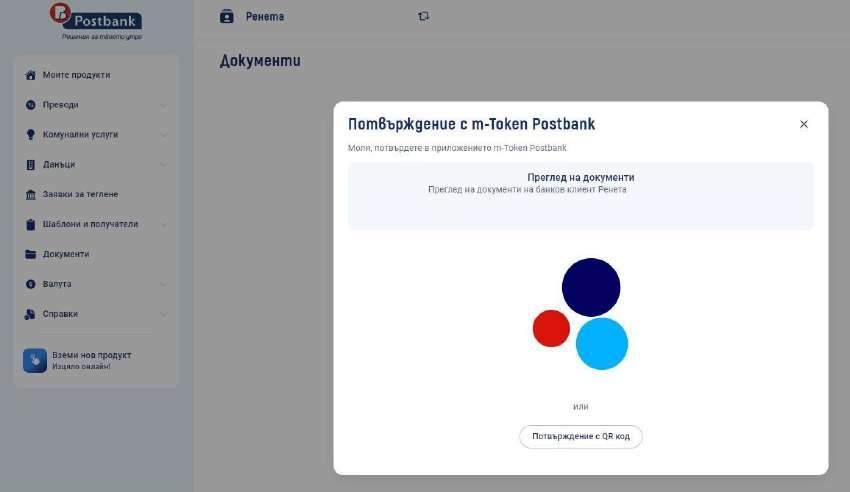 Postbank
Решения за твоето утре
Моите продукти
Преводи
Комунални услуги
Данъци
Заявки за теглене
Шаблони и получатели
Документи
Валута
Справки
Вземи нов продукт
Изцяло онлайн!
Ренета
Документи
Потвърждение с m-Token Postbank
Моля, потвърдете в приложението m-Token Postbank
Преглед на документи
Преглед на документи на банков клиент Ренета
или
Потвърждение с QR код